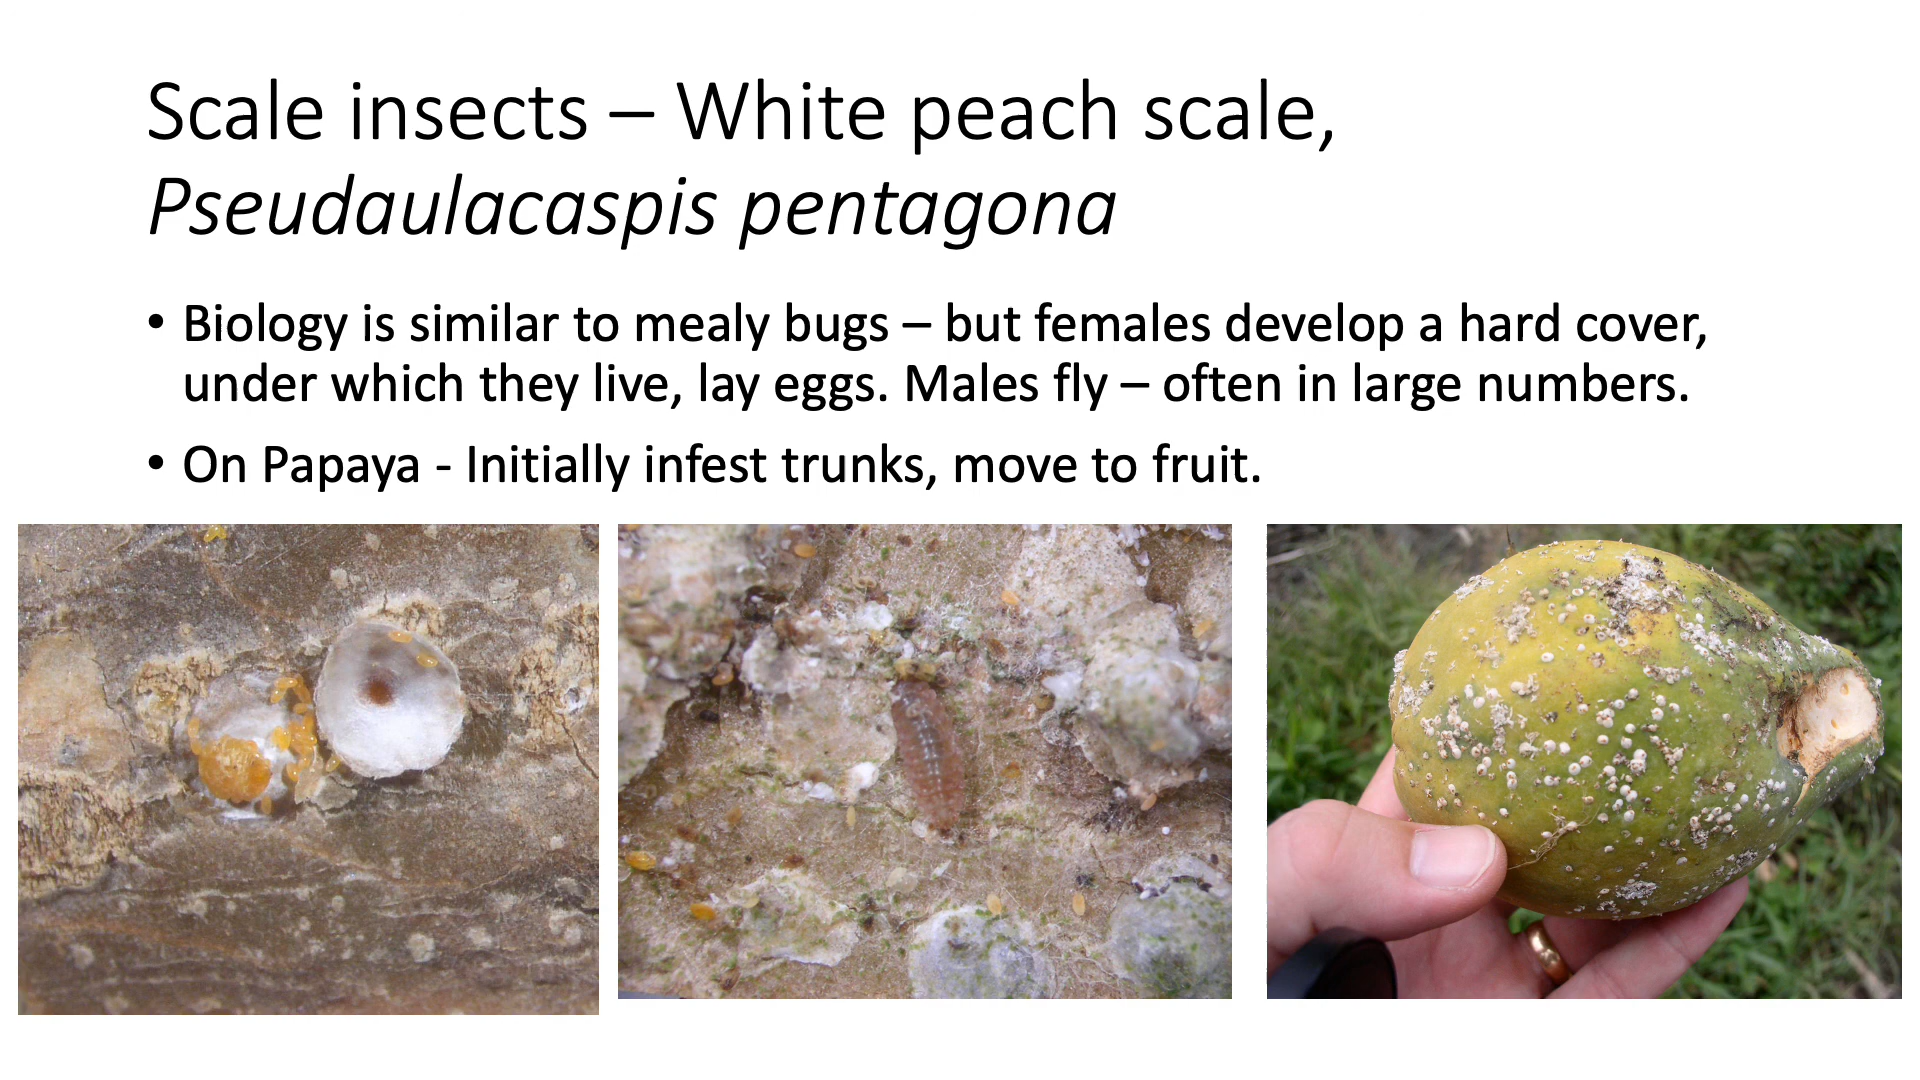 Scale insects – White peach scale,
Pseudaulacaspis pentagona
• Biology is similar to mealy bugs – but females develop a hard cover,
under which they live, lay eggs. Males fly – often in large numbers.
• On Papaya - Initially infest trunks, move to fruit.